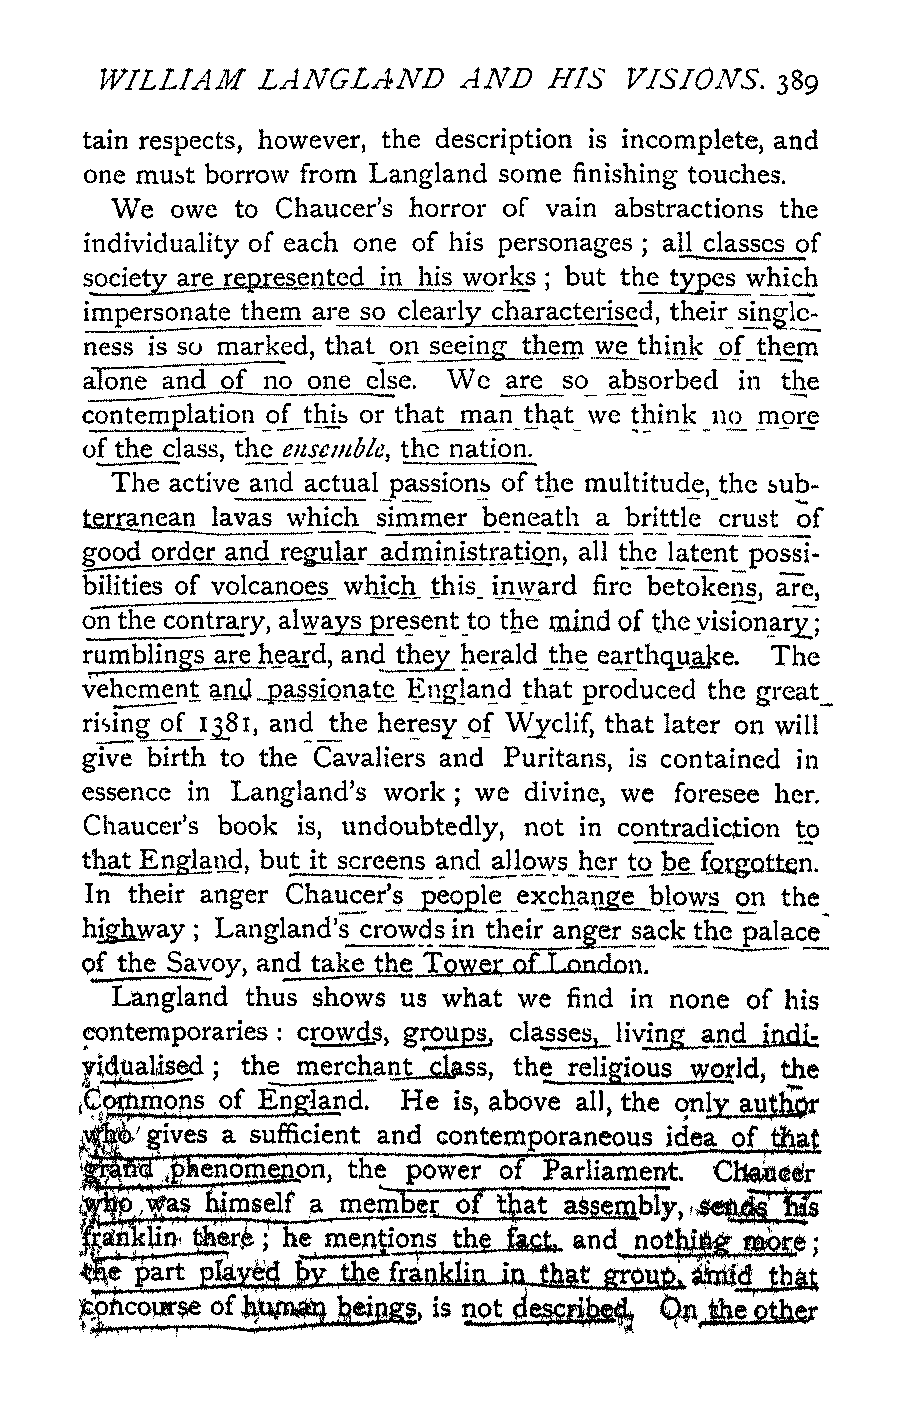 WILLIAM LANGLAND AND HIS VISIONS. 389
tain respects, however, the description is incomplete, and
one must borrow from Langland some finishing touches.
We owe to Chaucer's horror of vain abstractions the
individuality of each one of his personages ; all classes of
society are represented in his works ; but the types which
impersonate them are so clearly characterised, their single-
ness is so marked, that on seeing them we think of them
alone and of no one else. We are so absorbed in the
contemplation of this or that man that we think no more
of the class, the ensemble, the nation.
The active and actual passions of the multitude, the sub-
terranean lavas which simmer beneath a brittle crust of
good order and regular administration, all the latent possi-
bilities of volcanoes which this inward fire betokens, are,
on the contrary, always present to the mind of the visionary ;
rumblings are heard, and they herald the earthquake. The
vehement and passionate England that produced the great
rising of 1381, and the heresy of Wyclif, that later on will
give birth to the Cavaliers and Puritans, is contained in
essence in Langland's work ; we divine, we foresee her.
Chaucer's book is, undoubtedly, not in contradiction to
that England, but it screens and allows her to be forgotten.
In their anger Chaucer's people exchange blows on the
highway ; Langland's crowds in their anger sack the palace
of the Savoy, and take the Tower of London.
Langland thus shows us what we find in none of his
contemporaries : crowds, groups, classes, living and indi-
vidualised ; the merchant class, the religious world, the
Commons of England. He is, above all, the only author
who gives a sufficient and contemporaneous idea of that
grand phenomenon, the power of Parliament. Chaucer
who was himself a member of that assembly, sends his
franklin there ; he mentions the fact, and nothing more ;
the part played by the franklin in that group, amid that
concourse of human beings, is not described. On the other